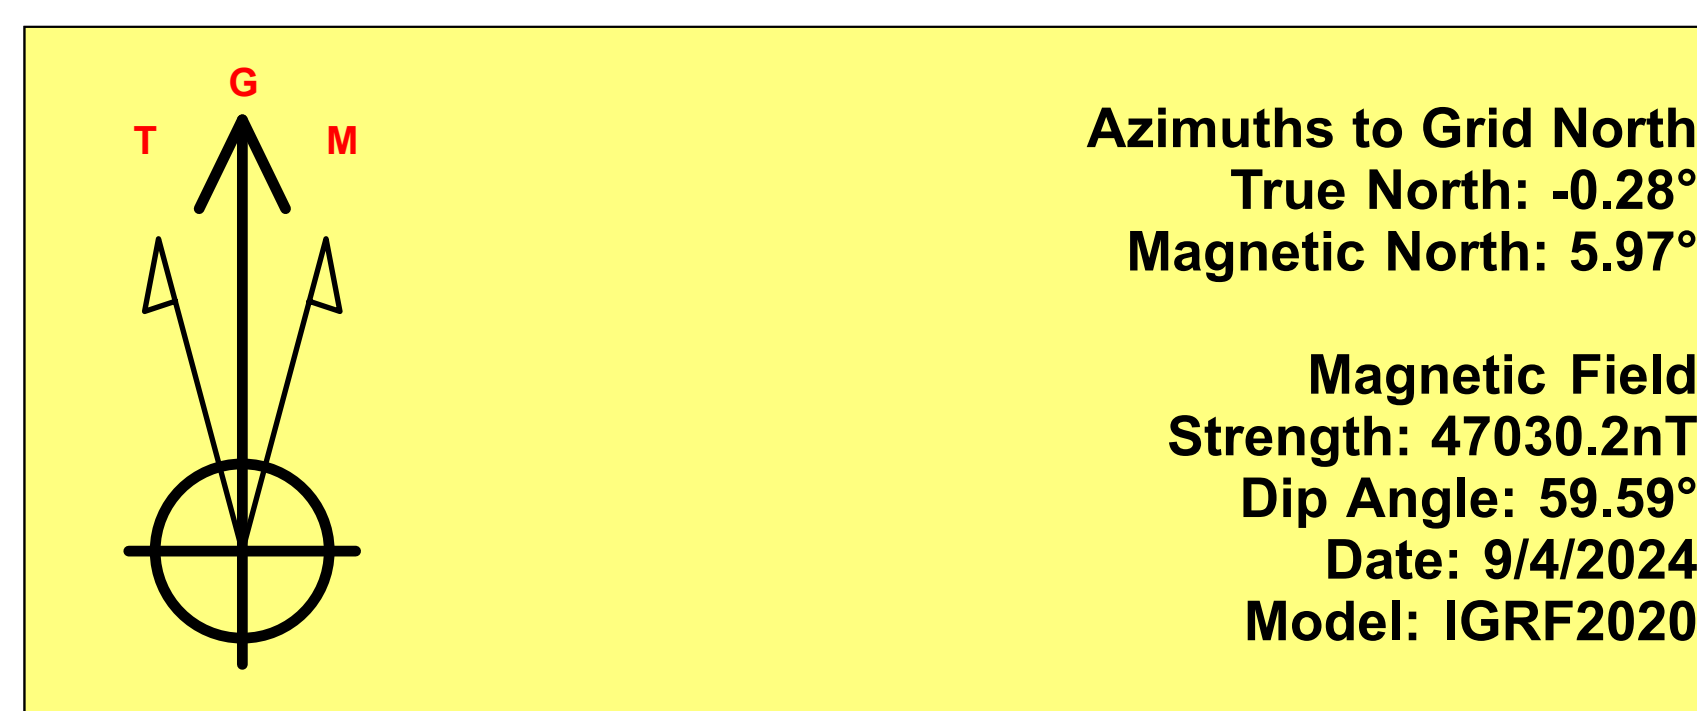 G
T M
Azimuths to Grid North
True North: -0.28°
Magnetic North: 5.97°
Magnetic Field
Strength: 47030.2nT
Dip Angle: 59.59°
Date: 9/4/2024
Model: IGRF2020